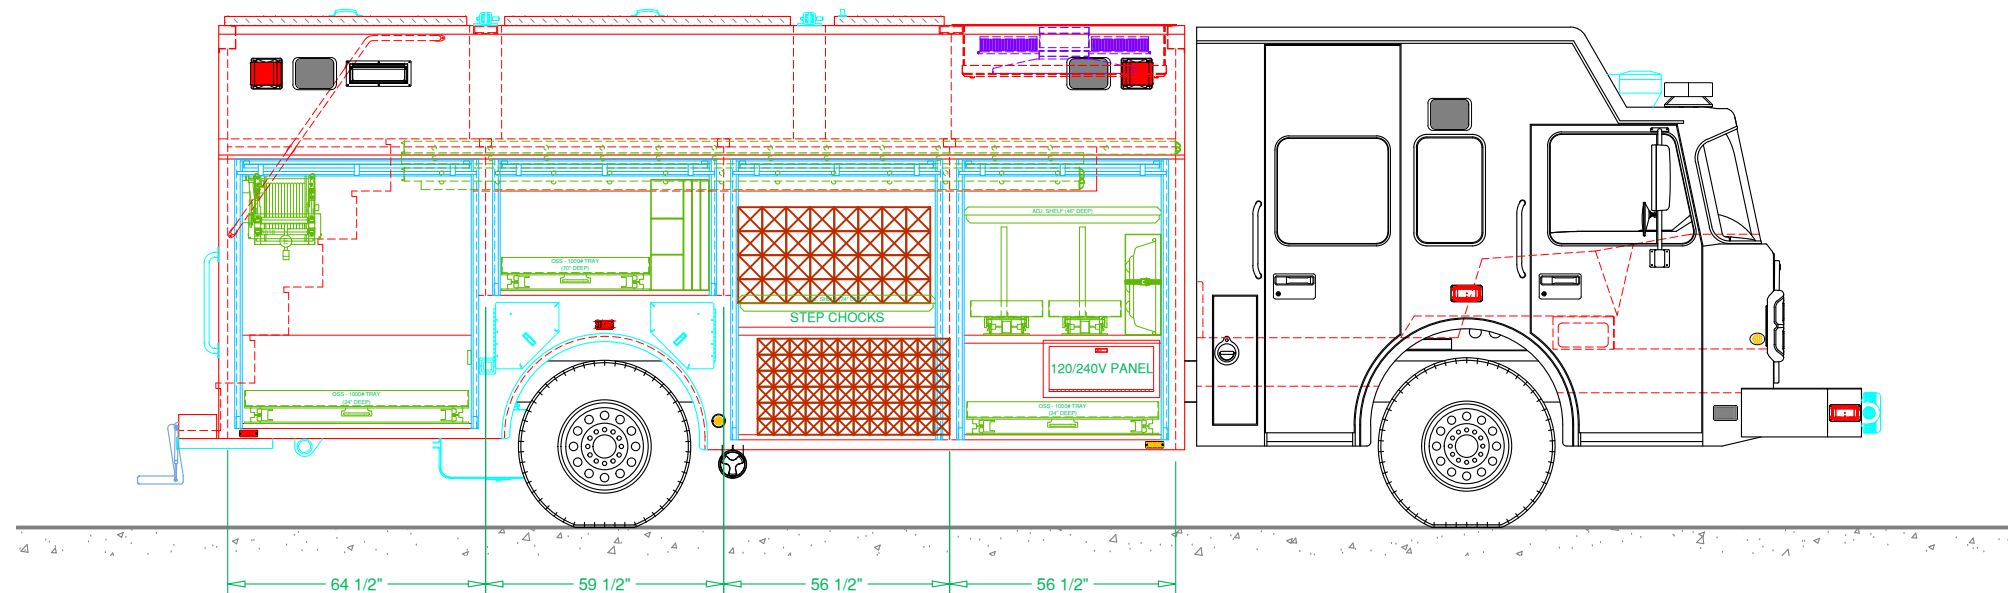 ADJ. SHELF (48" DEEP)
OSS - 1000# TRAY
(70" DEEP)
STEP CHOCKS
120/240V PANEL
OSS - 1000# TRAY
(24" DEEP)
OSS - 1000# TRAY
(24" DEEP)
64 1/2"
59 1/2"
56 1/2"
56 1/2"